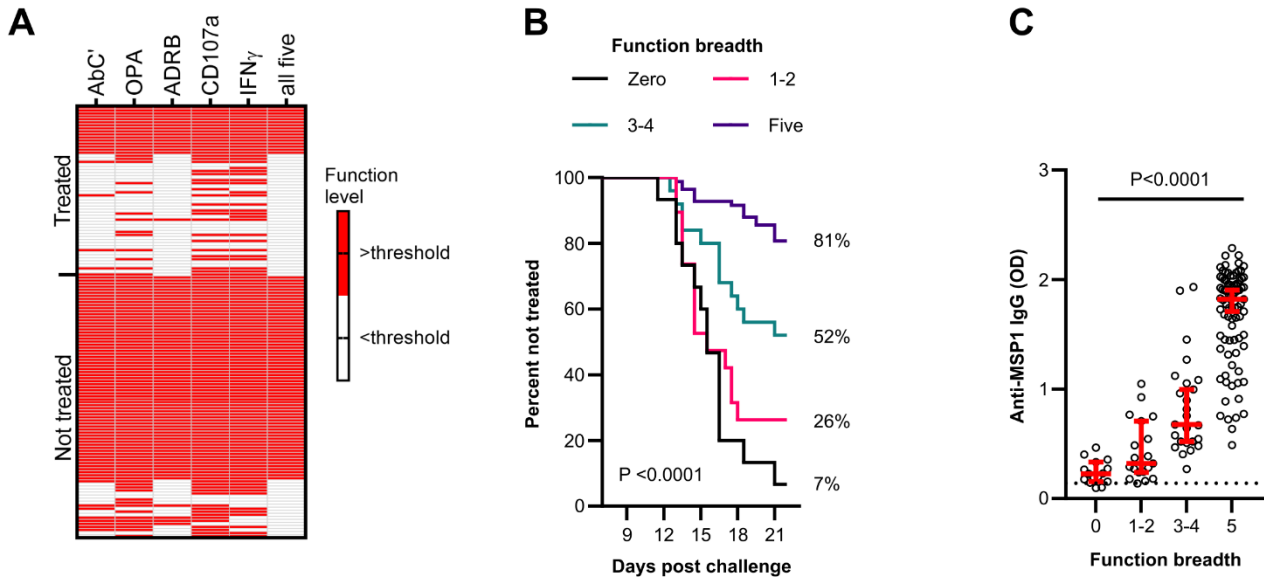 A
AbC'
OPA
ADRB
CD107a
IFNγ
all five
Treated
Not treated
Function
level
>threshold
<threshold
B
Function breadth
Zero
1-2
3-4
Five
Percent not treated
100
80
60
40
20
0
81%
52%
26%
7%
P <0.0001
9 12 15 18 21
Days post challenge
C
Anti-MSP1 IgG (OD)
3
2
1
0
P<0.0001
0 1-2 3-4 5
Function breadth